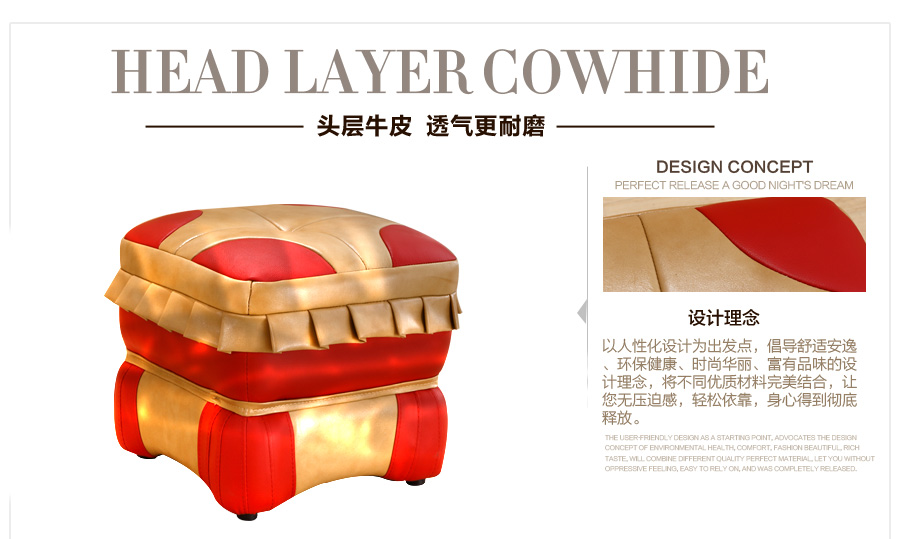 HEAD LAYER COWHIDE
头层牛皮 透气更耐磨
DESIGN CONCEPT
PERFECT RELEASE A GOOD NIGHT'S DREAM
设计理念
以人性化设计为出发点，倡导舒适安逸
、环保健康、时尚华丽、富有品味的设
计理念，将不同优质材料完美结合，让
您无压迫感，轻松依靠，身心得到彻底
释放。
THE USER-FRIENDLY DESIGN AS A STARTING POINT, ADVOCATES THE DESIGN
CONCEPT OF ENVIRONMENTAL HEALTH, COMFORT, FASHION BEAUTIFUL, RICH
TASTE, WILL COMBINE DIFFERENT QUALITY PERFECT MATERIAL, LET YOU WITHOUT
OPPRESSIVE FEELING, EASY TO RELY ON, AND WAS COMPLETELY RELEASED.